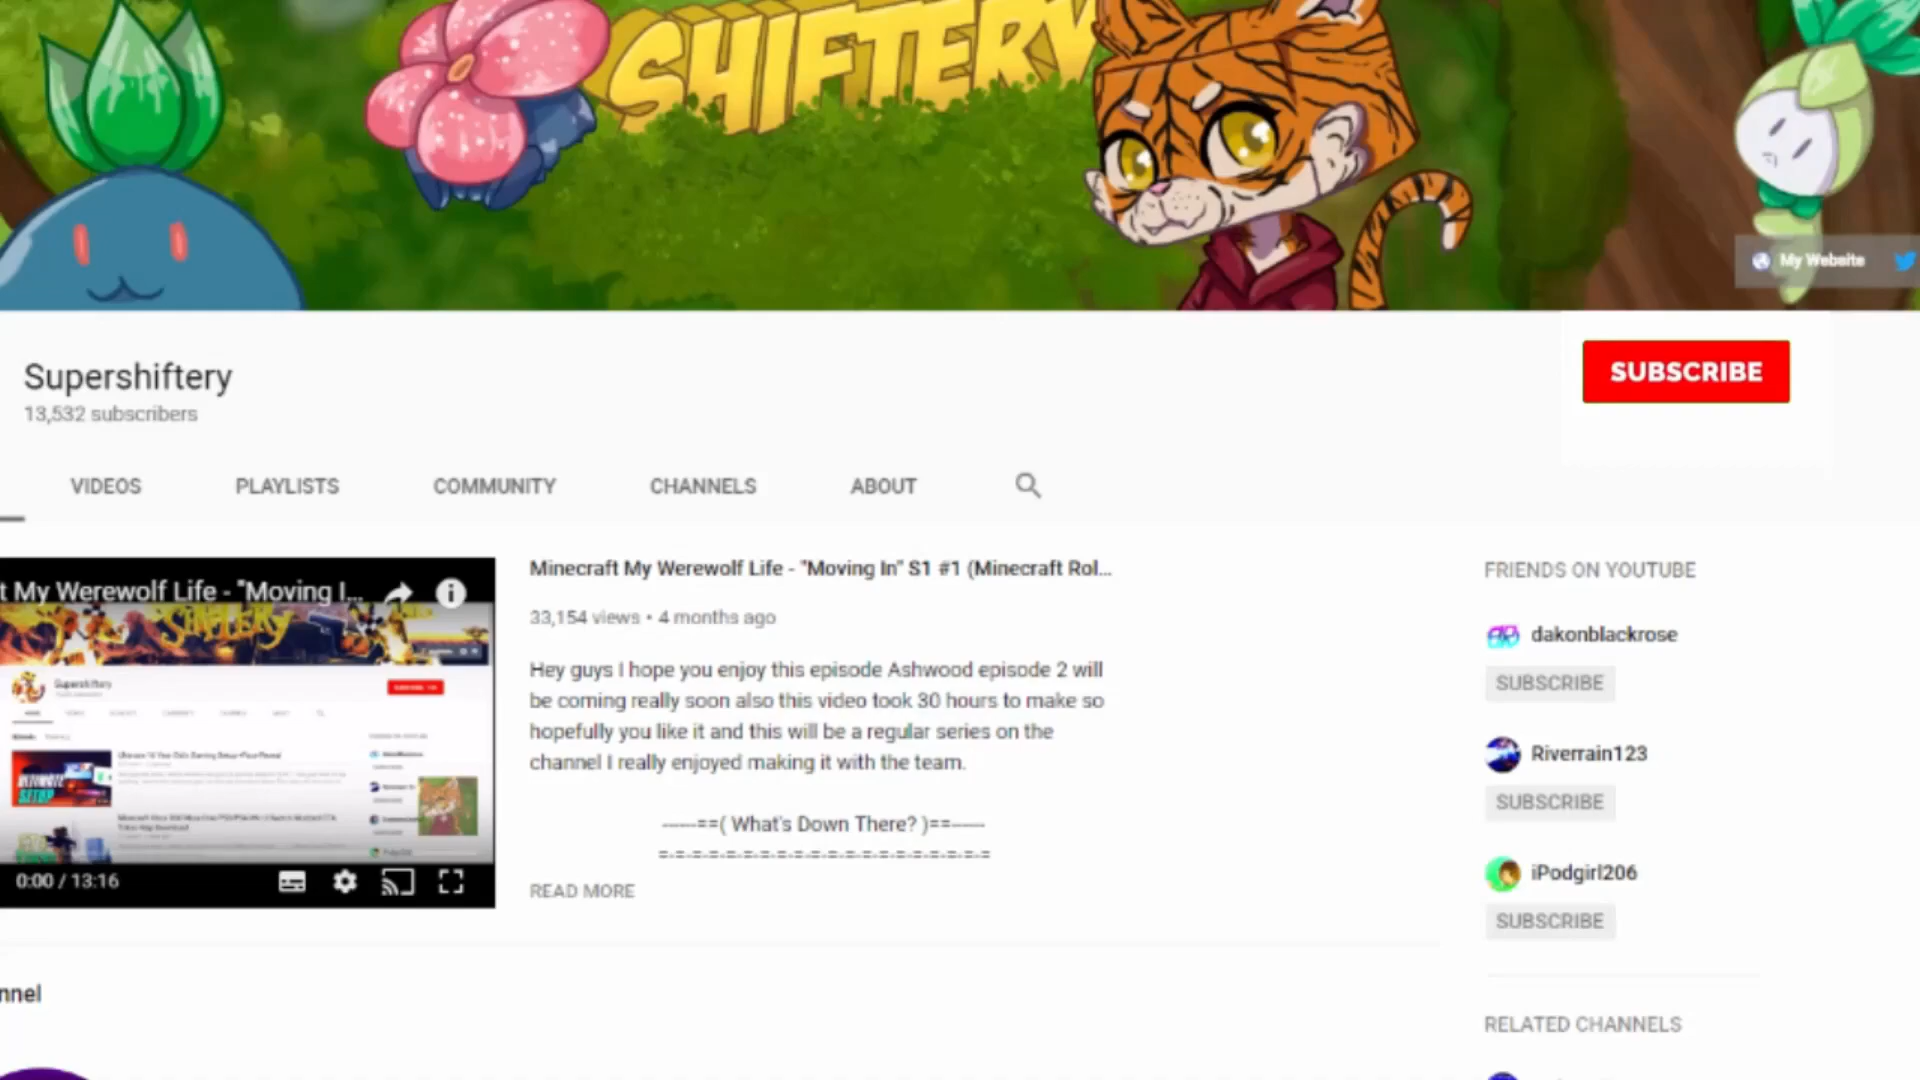 SHIFTERY
My Website
Supershiftery
13,532 subscribers
SUBSCRIBE
VIDEOS
PLAYLISTS
COMMUNITY
CHANNELS
ABOUT
t My Werewolf Life - "Moving I...
SHIFTERY
Supershiftery
ULTIMATE
SETUP
0:00 / 13:16
Minecraft My Werewolf Life - "Moving In" S1 #1 (Minecraft Rol...
33,154 views • 4 months ago
Hey guys I hope you enjoy this episode Ashwood episode 2 will
be coming really soon also this video took 30 hours to make so
hopefully you like it and this will be a regular series on the
channel I really enjoyed making it with the team.
-----==( What's Down There? )==-----
=-=-=-=-=-=-=-=-=-=-=-=-=-=-=-=-=-=-=-=
READ MORE
FRIENDS ON YOUTUBE
dakonblackrose
SUBSCRIBE
Riverrain123
SUBSCRIBE
iPodgirl206
SUBSCRIBE
RELATED CHANNELS
nnel